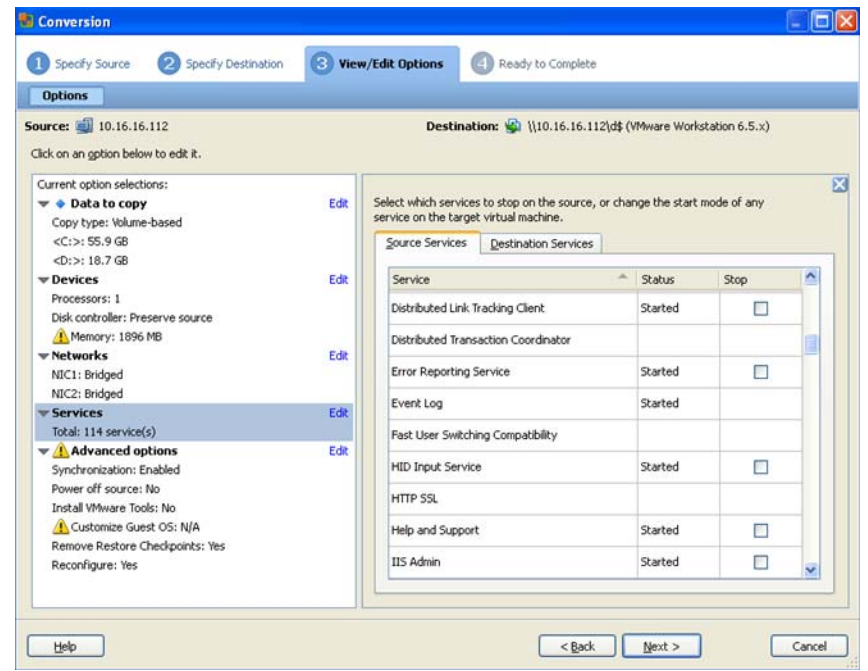 Conversion
1 Specify Source 2 Specify Destination 3 View/Edit Options 4 Ready to Complete
Options
Source: 10.16.16.112 Destination: \\10.16.16.112\d$ (VMware Workstation 6.5.x)
Click on an option below to edit it.
Current option selections:
Data to copy Edit
Copy type: Volume-based
<C:>: 55.9 GB
<D:>: 18.7 GB
Devices Edit
Processors: 1
Disk controller: Preserve source
Memory: 1896 MB
Networks Edit
NIC1: Bridged
NIC2: Bridged
Services Edit
Total: 114 service(s)
Advanced options Edit
Synchronization: Enabled
Power off source: No
Install VMware Tools: No
Customize Guest OS: N/A
Remove Restore Checkpoints: Yes
Reconfigure: Yes
Select which services to stop on the source, or change the start mode of any
service on the target virtual machine.
Source Services Destination Services
Service Status Stop
Distributed Link Tracking Client Started
Distributed Transaction Coordinator
Error Reporting Service Started
Event Log Started
Fast User Switching Compatibility
HID Input Service Started
HTTP SSL
Help and Support Started
IIS Admin Started
Help < Back Next > Cancel